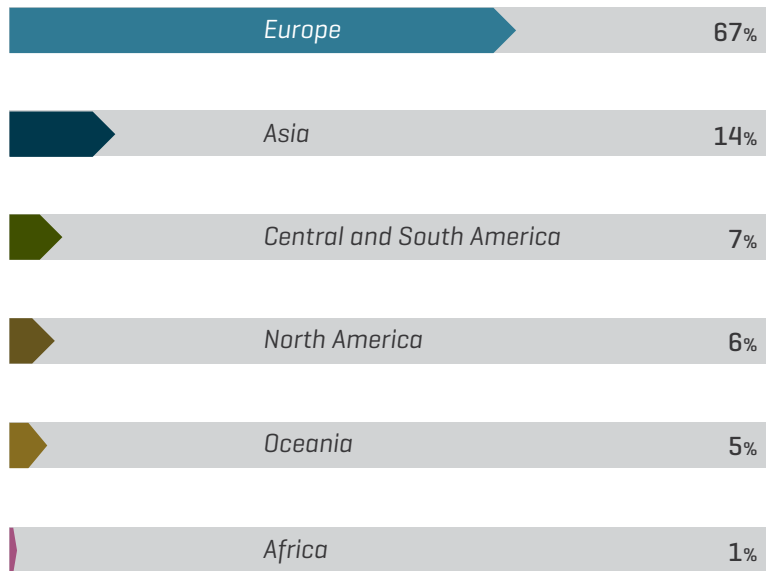 Europe 67%
Asia 14%
Central and South America 7%
North America 6%
Oceania 5%
Africa 1%